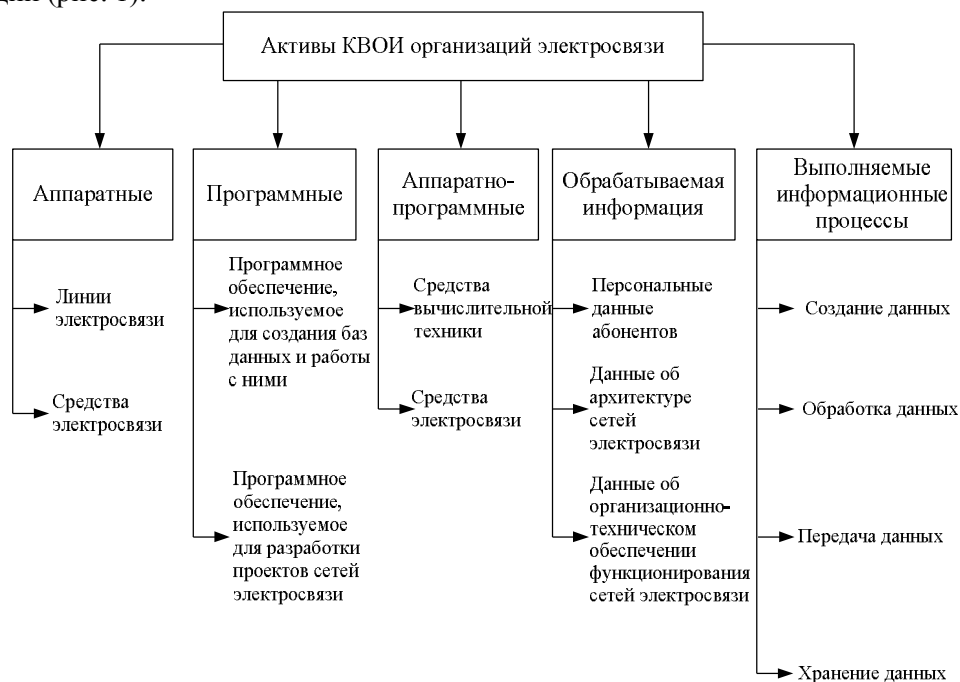 ции (рис. 1).
Активы КВОИ организаций электросвязи
Аппаратные
Линии
электросвязи
Средства
электросвязи
Программные
Программное
обеспечение,
используемое
для создания баз
данных и работы
с ними
Программное
обеспечение,
используемое
для разработки
проектов сетей
электросвязи
Аппаратно-
программные
Средства
вычислительной
техники
Средства
электросвязи
Обрабатываемая
информация
Персональные
данные
абонентов
Данные об
архитектуре
сетей
электросвязи
Данные об
организационно-
техническом
обеспечении
функционирования
сетей электросвязи
Выполняемые
информационные
процессы
Создание данных
Обработка данных
Передача данных
Хранение данных